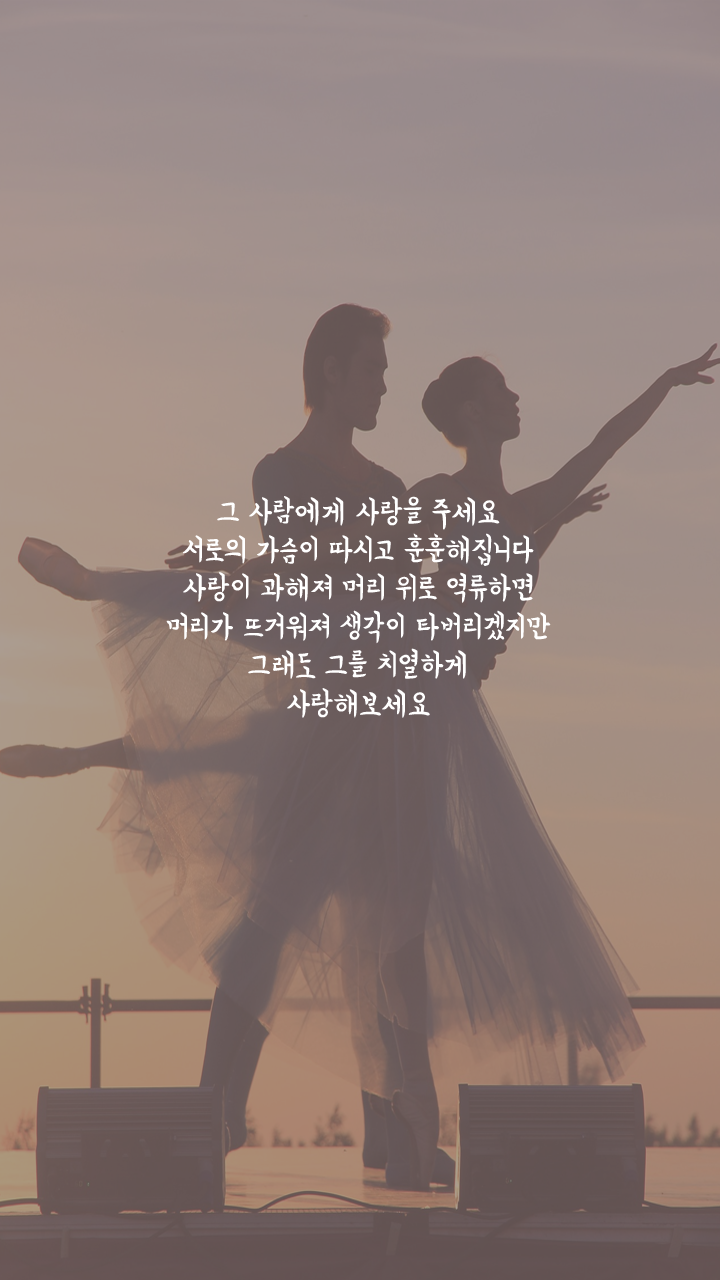 그 사람에게 사랑을 주세요
서로의 가슴이 따시고 훈훈해집니다
사랑이 과해져 머리 위로 역류하면
머리가 뜨거워져 생각이 타버리겠지만
그래도 그를 치열하게
사랑해보세요